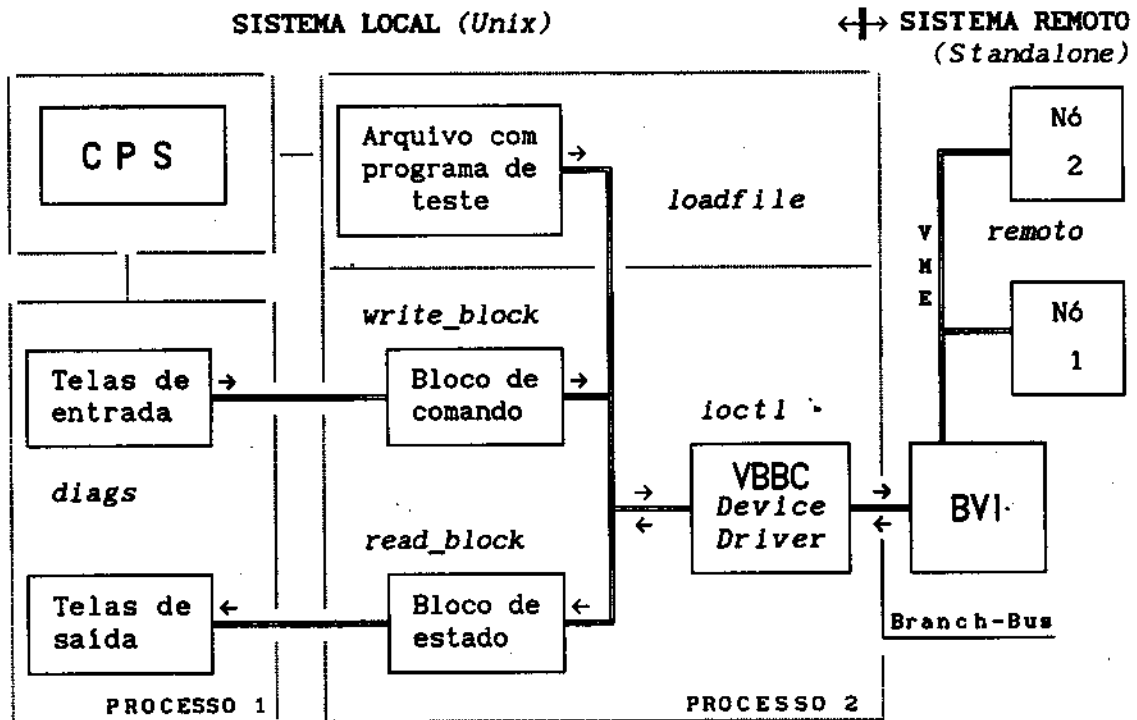 SISTEMA LOCAL (Unix)
SISTEMA REMOTO
(Standalone)
CPS
Arquivo com
programa de
teste
loadfile
Nó
2
remoto
VME
Nó
1
write_block
Telas de
entrada
Bloco de
comando
ioctl
diags
VBBC
Device
Driver
BVI
read_block
Telas de
saída
Bloco de
estado
Branch-Bus
PROCESSO 1
PROCESSO 2